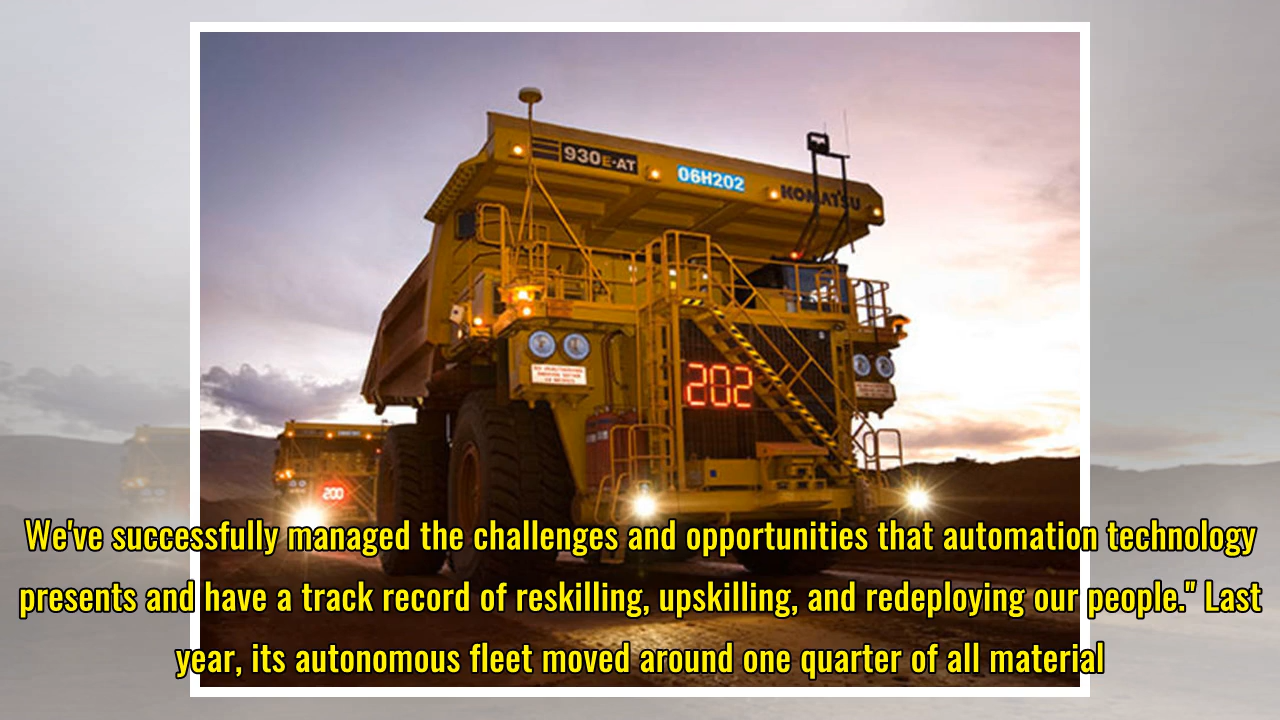 930E-AT
06H202
KOMATSU
202
200
We've successfully managed the challenges and opportunities that automation technology
presents and have a track record of reskilling, upskilling, and redeploying our people." Last
year, its autonomous fleet moved around one quarter of all material